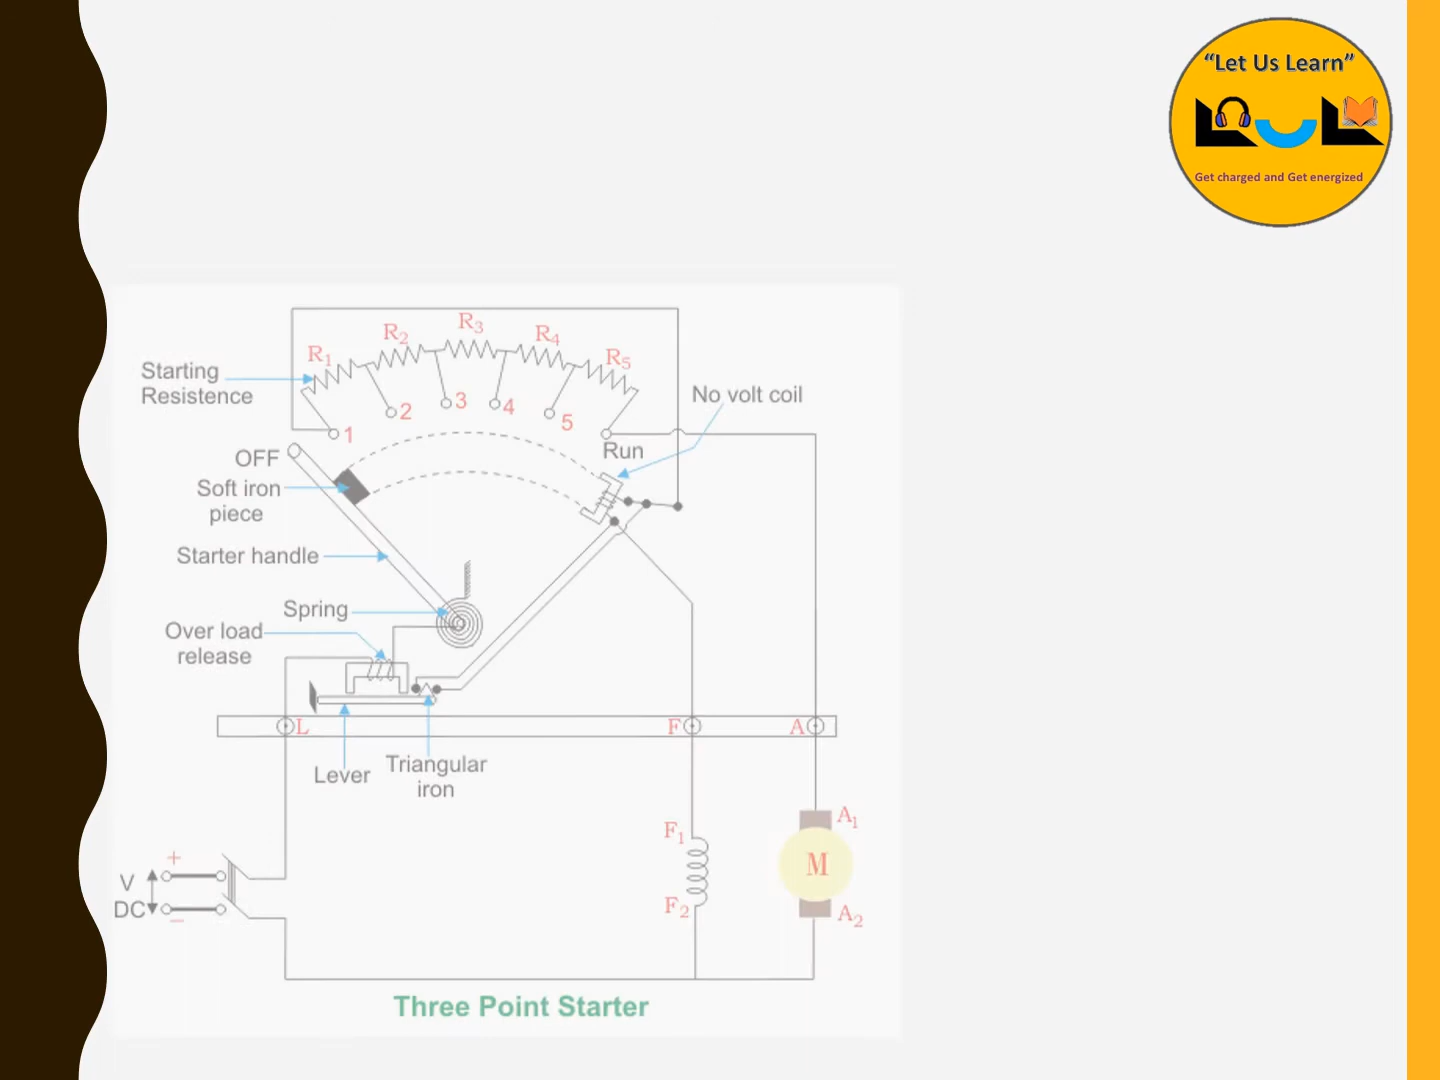 “Let Us Learn”
Get charged and Get energized
R1
R2
R3
R4
R5
Starting
Resistence
No volt coil
1
2
3
4
5
Run
OFF
Soft iron
piece
Starter handle
Spring
Over load
release
L
F
A
Lever
Triangular
iron
F1
F2
A1
M
A2
+
V
DC
−
Three Point Starter